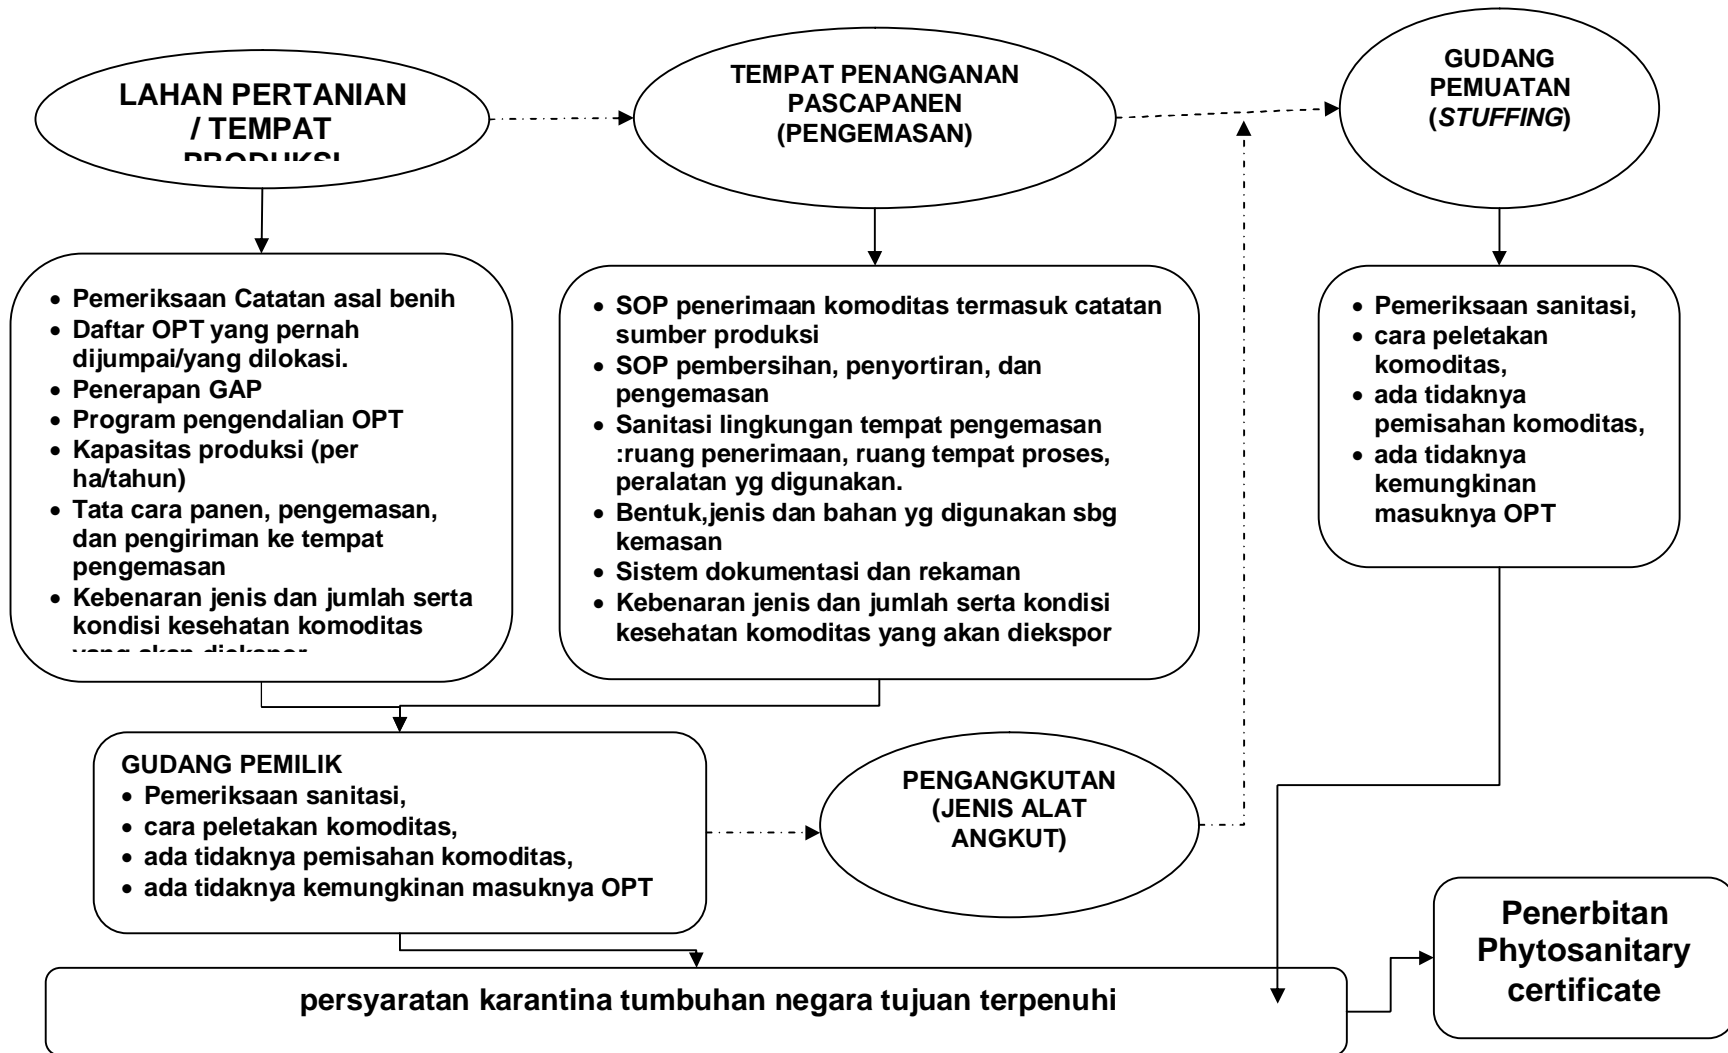 LAHAN PERTANIAN
/ TEMPAT
PRODUKSI
TEMPAT PENANGANAN
PASCAPANEN
(PENGEMASAN)
GUDANG
PEMUATAN
(STUFFING)
• Pemeriksaan Catatan asal benih
• Daftar OPT yang pernah
dijumpai/yang dilokasi.
• Penerapan GAP
• Program pengendalian OPT
• Kapasitas produksi (per
ha/tahun)
• Tata cara panen, pengemasan,
dan pengiriman ke tempat
pengemasan
• Kebenaran jenis dan jumlah serta
kondisi kesehatan komoditas
yang akan diekspor
• SOP penerimaan komoditas termasuk catatan
sumber produksi
• SOP pembersihan, penyortiran, dan
pengemasan
• Sanitasi lingkungan tempat pengemasan
:ruang penerimaan, ruang tempat proses,
peralatan yg digunakan.
• Bentuk,jenis dan bahan yg digunakan sbg
kemasan
• Sistem dokumentasi dan rekaman
• Kebenaran jenis dan jumlah serta kondisi
kesehatan komoditas yang akan diekspor
• Pemeriksaan sanitasi,
• cara peletakan
komoditas,
• ada tidaknya
pemisahan komoditas,
• ada tidaknya
kemungkinan
masuknya OPT
GUDANG PEMILIK
• Pemeriksaan sanitasi,
• cara peletakan komoditas,
• ada tidaknya pemisahan komoditas,
• ada tidaknya kemungkinan masuknya OPT
PENGANGKUTAN
(JENIS ALAT
ANGKUT)
Penerbitan
Phytosanitary
certificate
persyaratan karantina tumbuhan negara tujuan terpenuhi